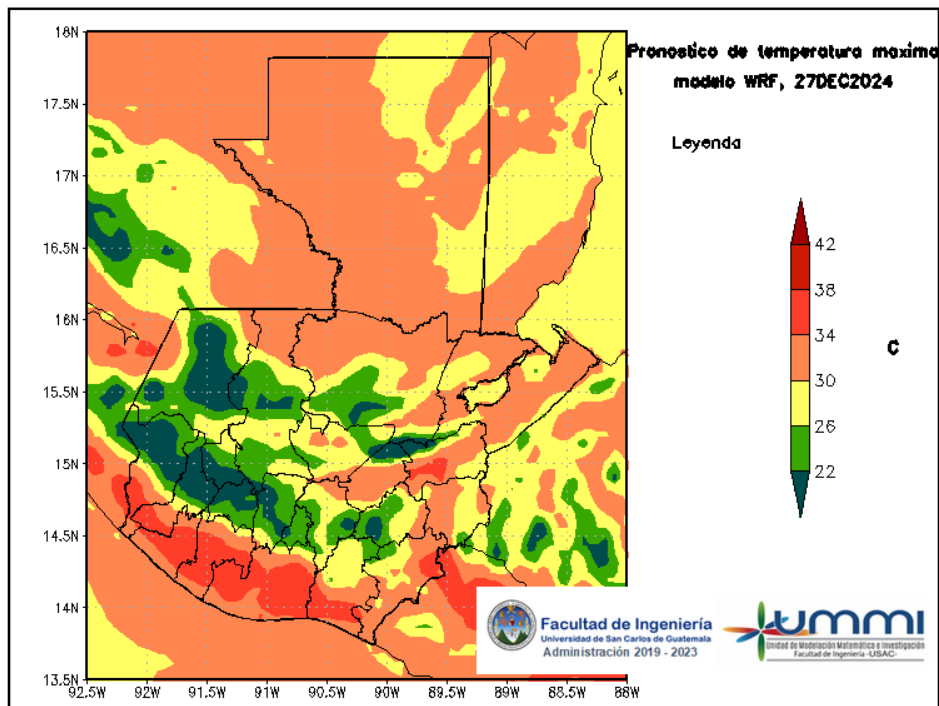 Pronostico de temperatura maxima
modelo WRF, 27DEC2024
Leyenda
18N
17.5N
17N
16.5N
16N
15.5N
15N
14.5N
14N
13.5N
92.5W
92W
91.5W
91W
90.5W
90W
89.5W
89W
88.5W
88W
42
38
34
30
26
22
C
Facultad de Ingeniería
Universidad de San Carlos de Guatemala
Administración 2019 - 2023
UMMI
Unidad de Modelación Matemática e Investigación
Facultad de Ingeniería -USAC-